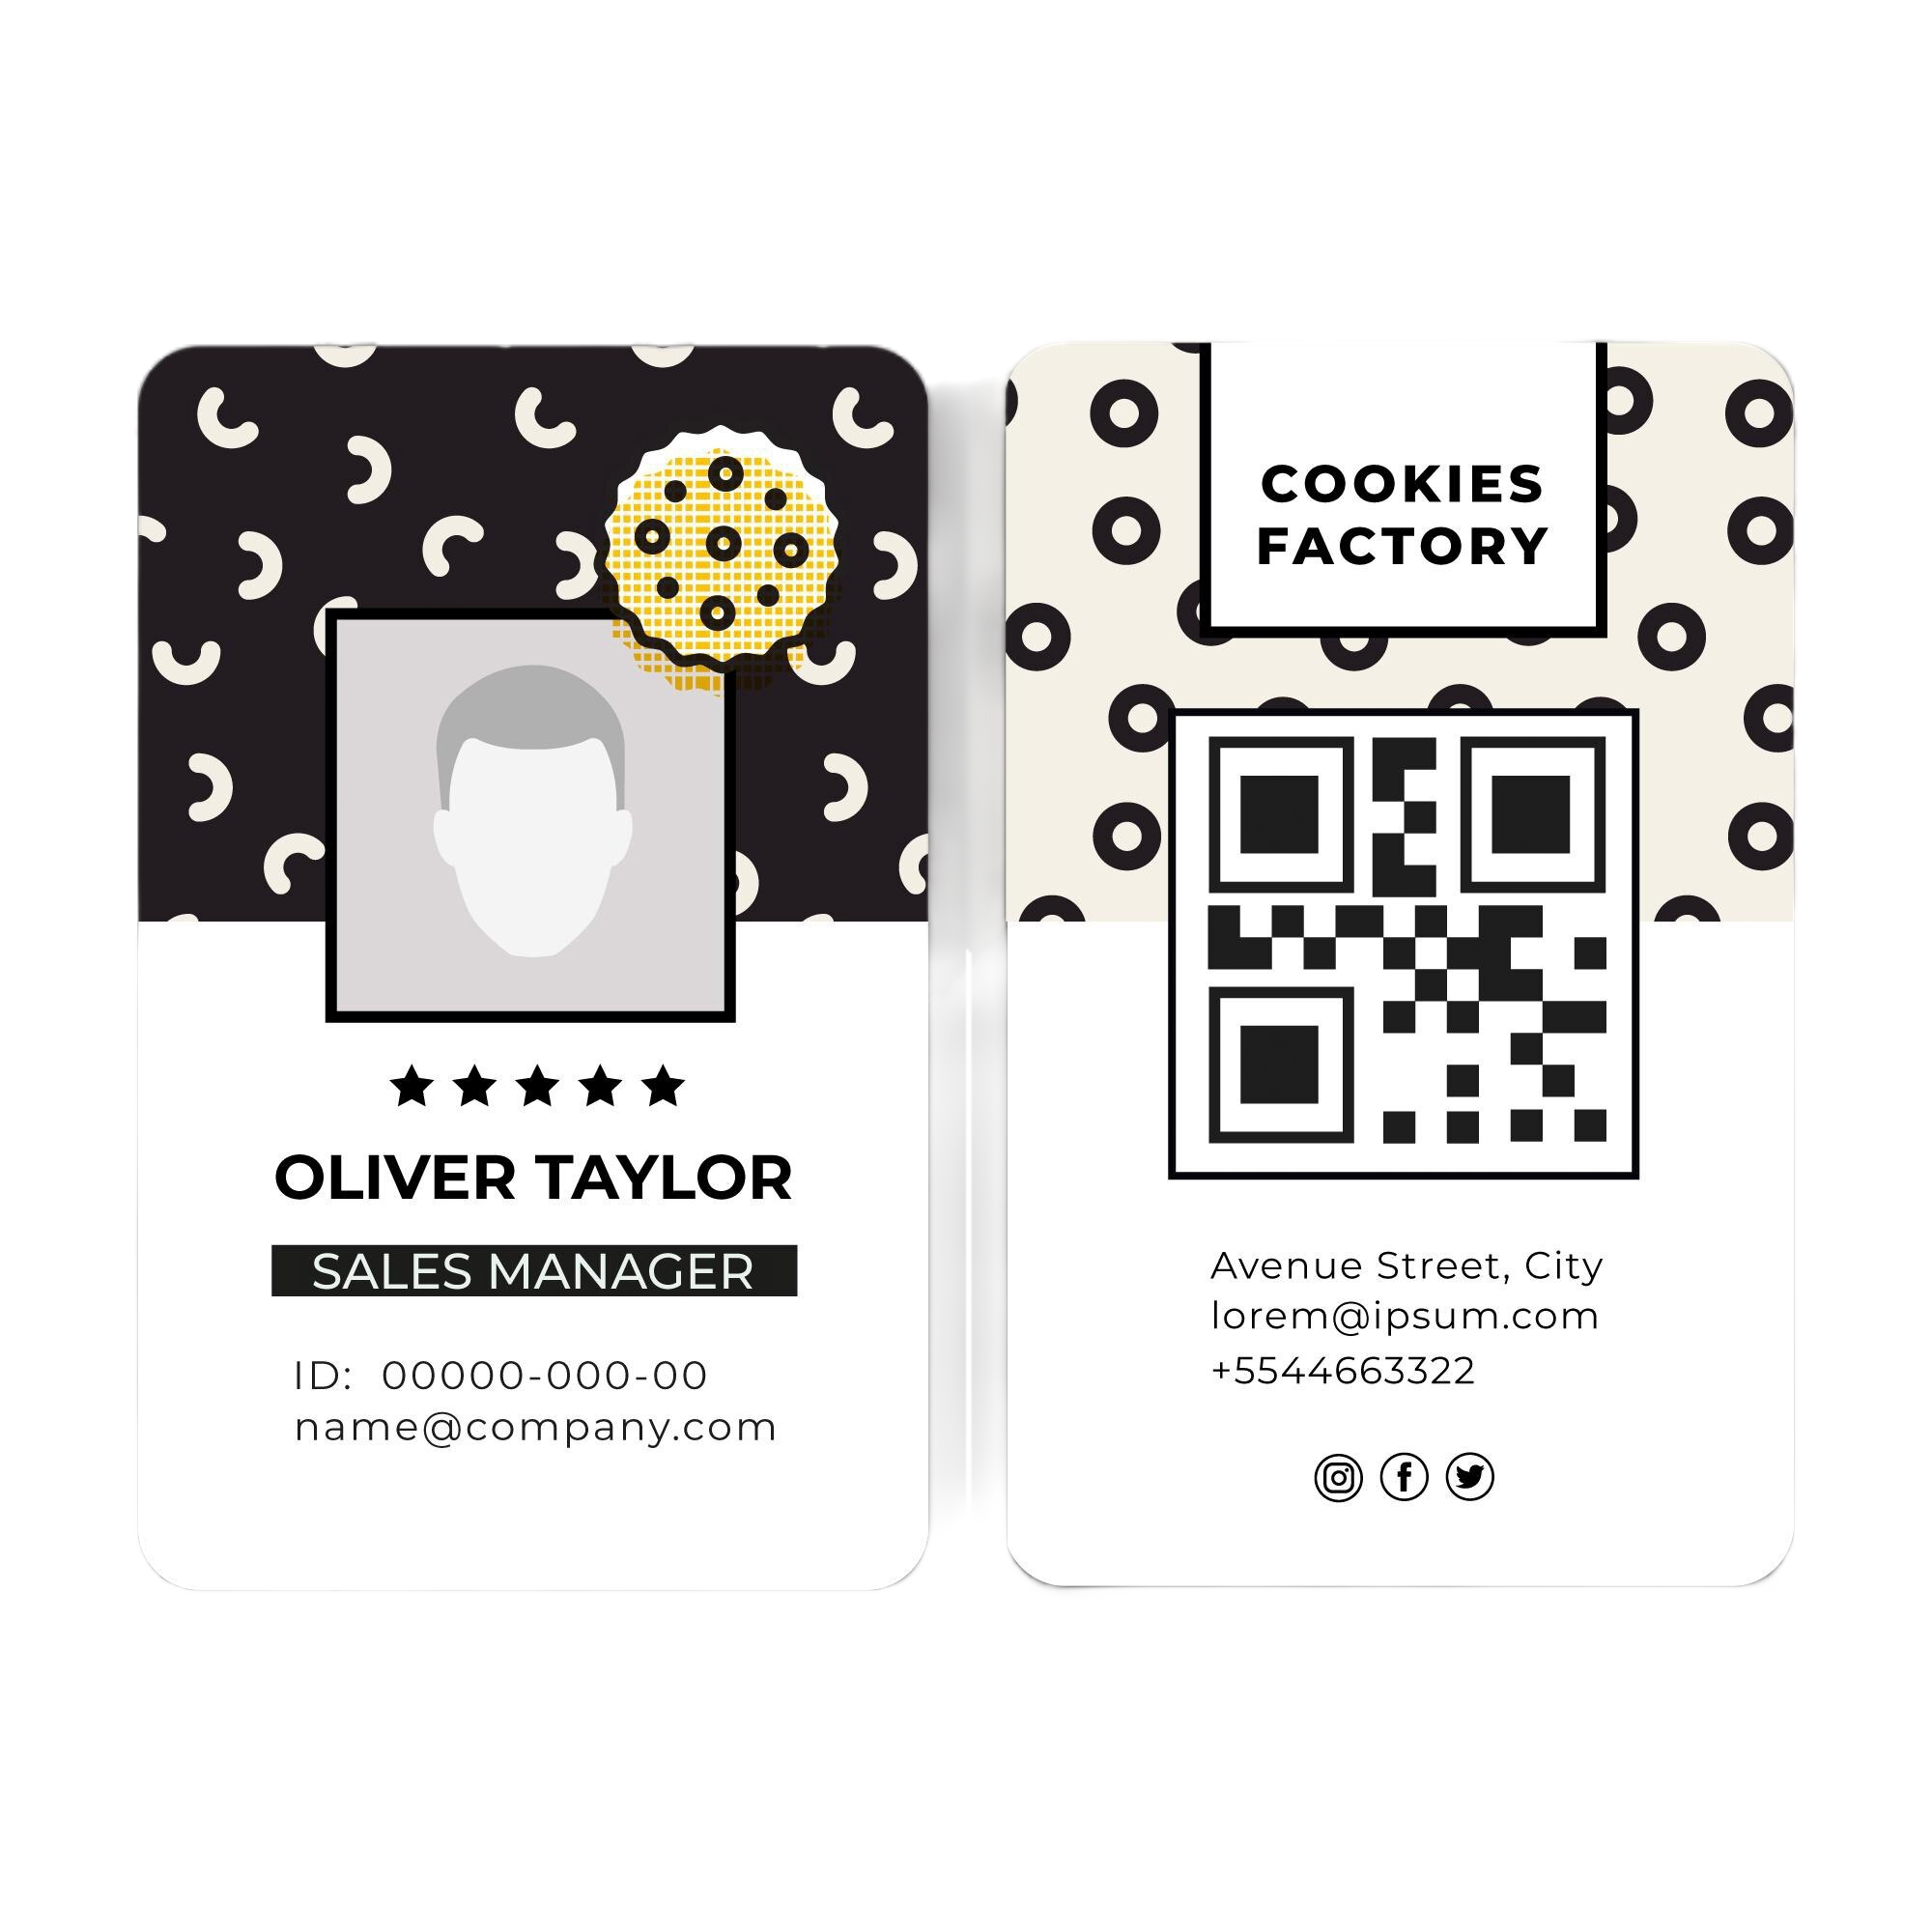 OLIVER TAYLOR
SALES MANAGER
ID: 00000-000-00
name@company.com
COOKIES
FACTORY
Avenue Street, City
lorem@ipsum.com
+5544663322